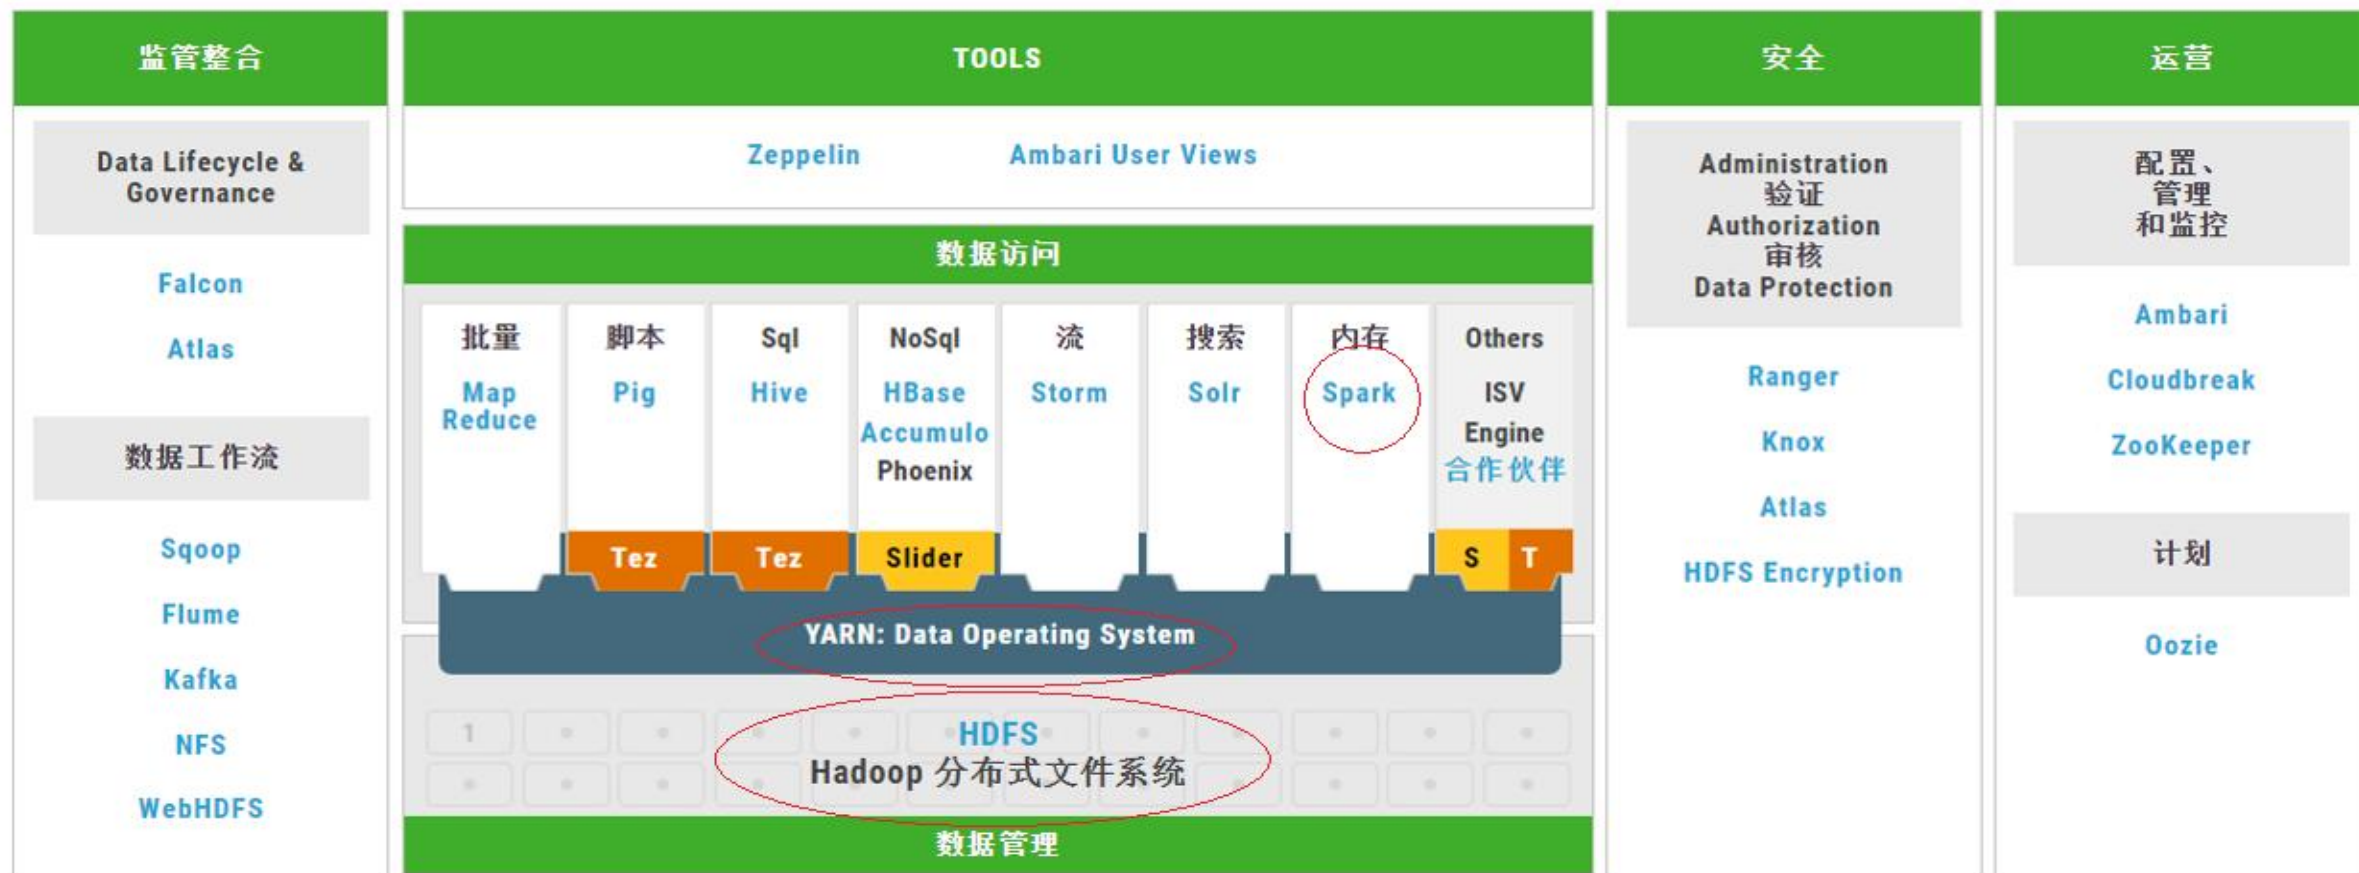 监管整合
Data Lifecycle &
Governance
Falcon
Atlas
数据工作流
Sqoop
Flume
Kafka
NFS
WebHDFS
TOOLS
Zeppelin
Ambari User Views
数据访问
批量
Map
Reduce
脚本
Pig
Tez
Sql
Hive
Tez
NoSql
HBase
Accumulo
Phoenix
Slider
流
Storm
搜索
Solr
内存
Spark
Others
ISV
Engine
合作伙伴
S
T
YARN: Data Operating System
1
HDFS
Hadoop 分布式文件系统
数据管理
安全
Administration
验证
Authorization
审核
Data Protection
Ranger
Knox
Atlas
HDFS Encryption
运营
配置、
管理
和监控
Ambari
Cloudbreak
ZooKeeper
计划
Oozie